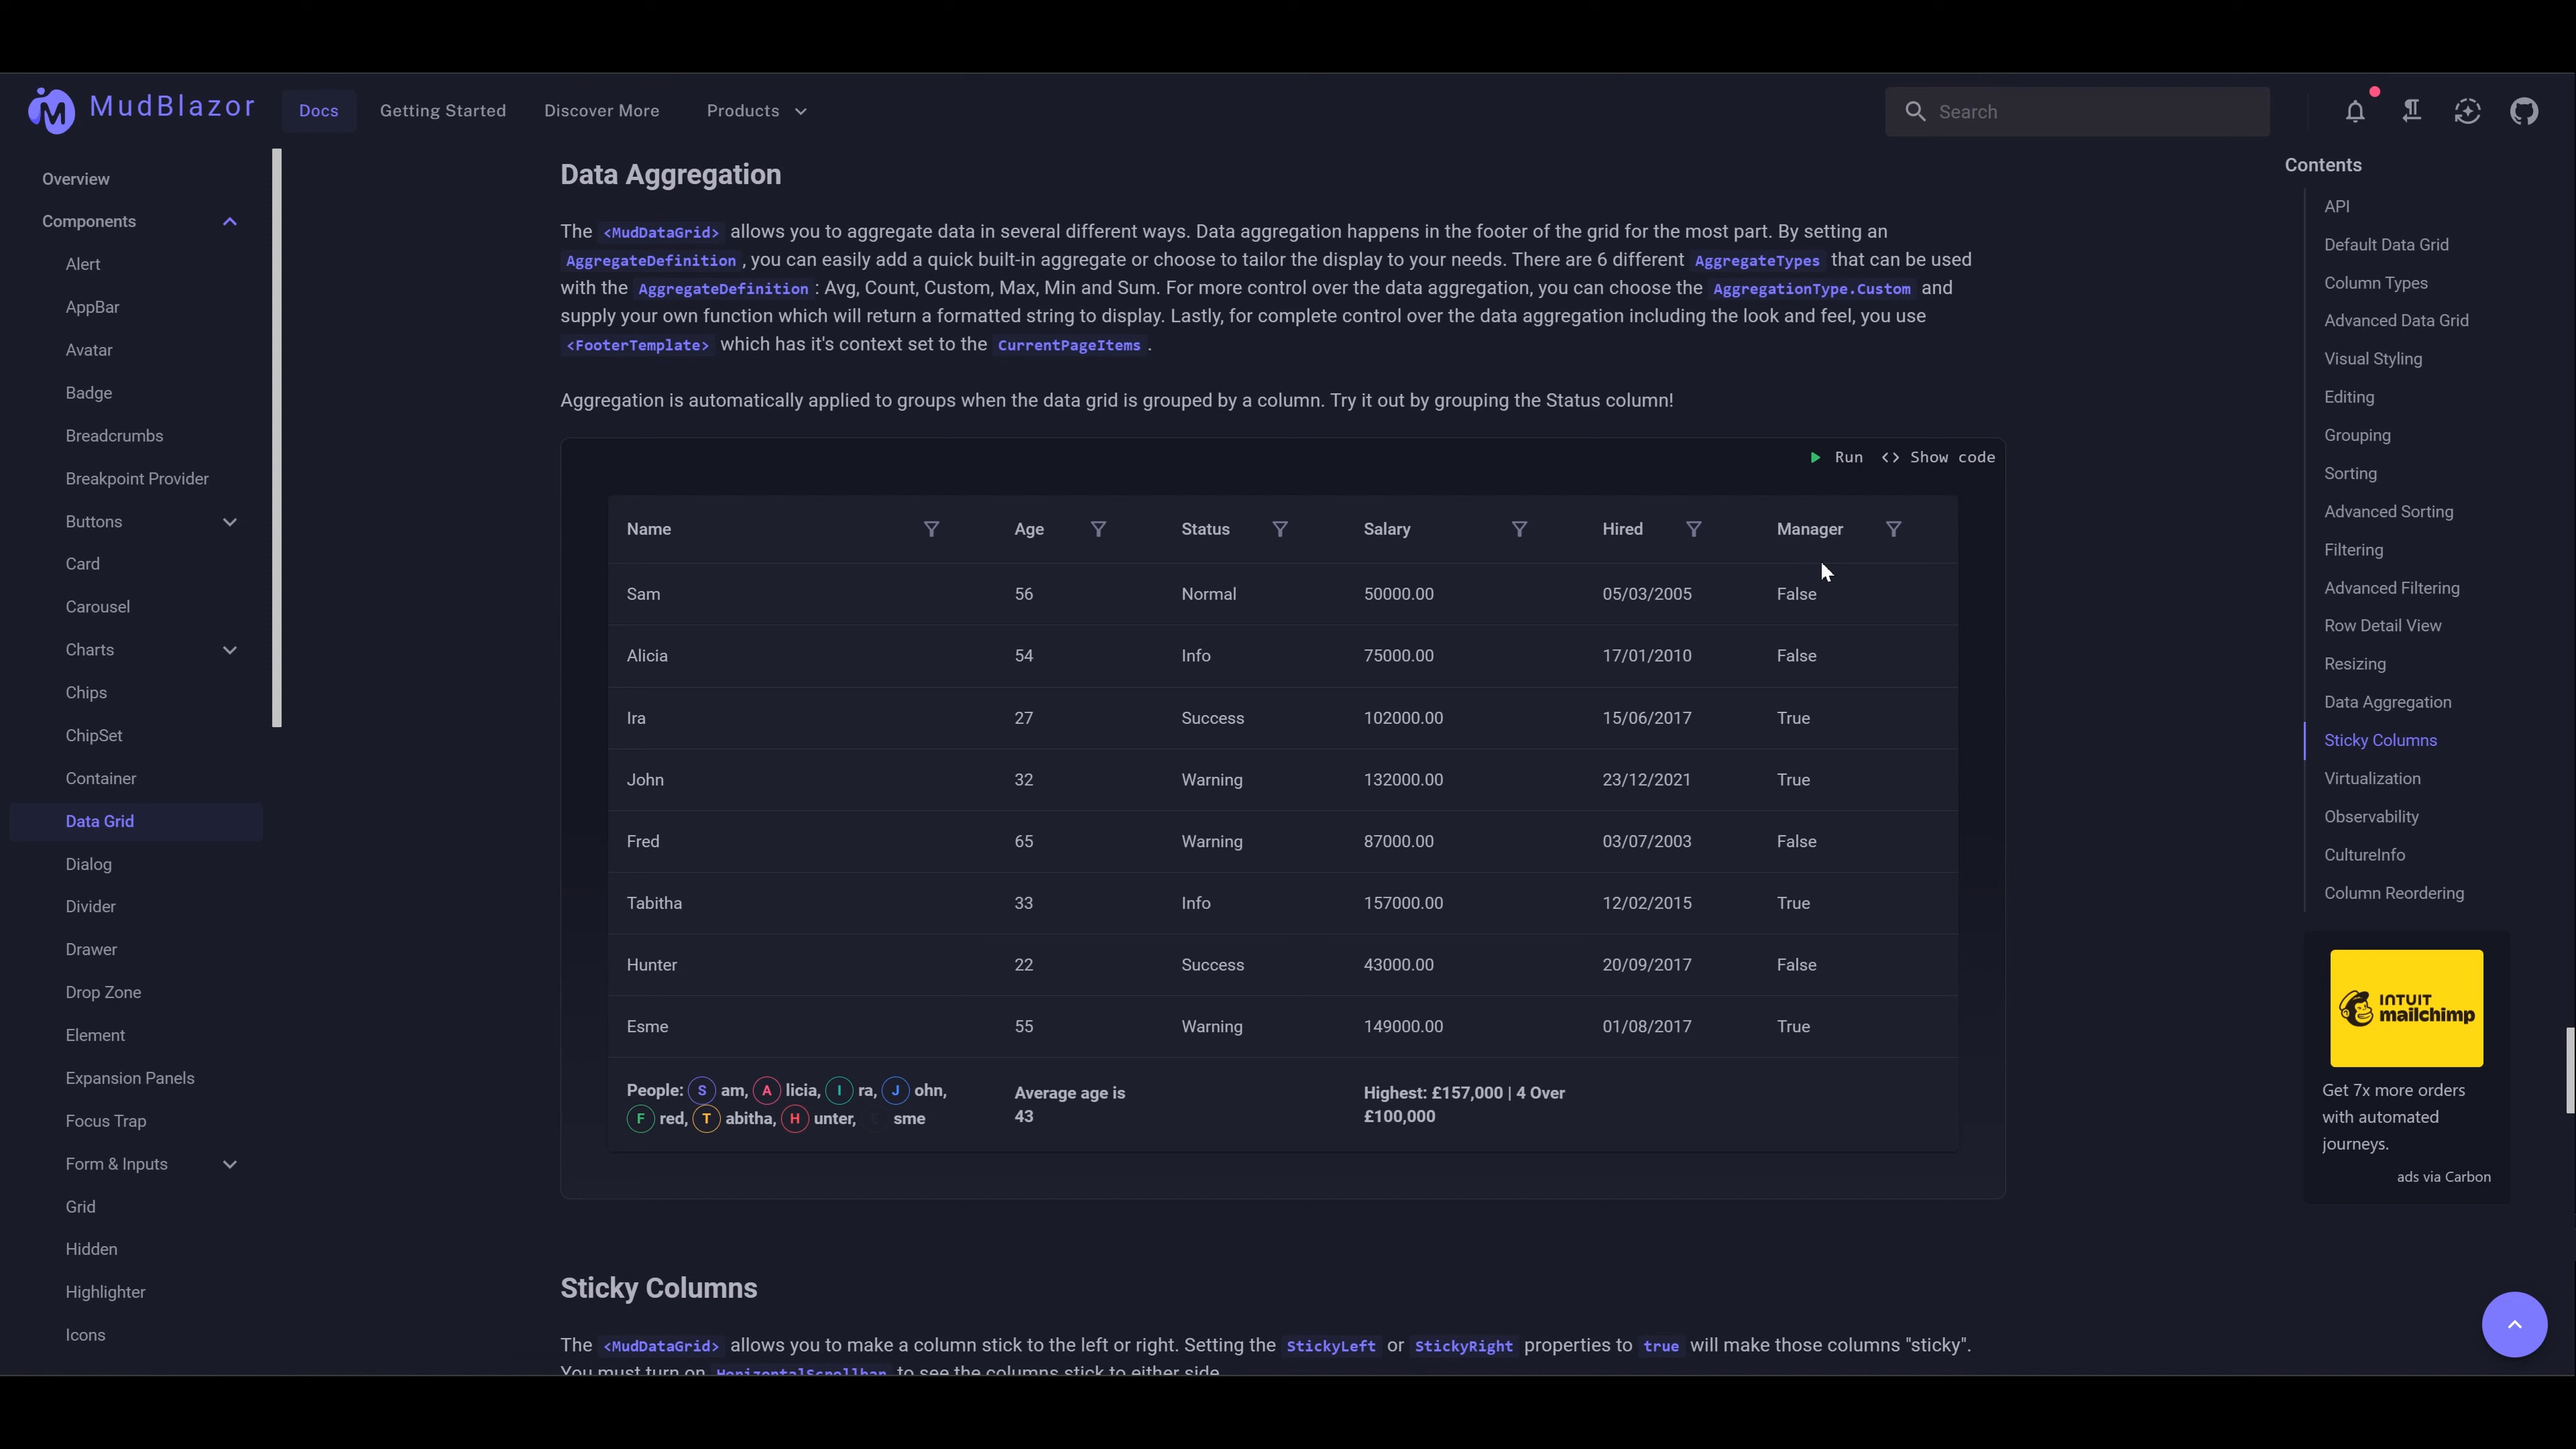 MudBlazor
Docs
Getting Started
Discover More
Products
Search
Overview
Components
Alert
AppBar
Avatar
Badge
Breadcrumbs
Breakpoint Provider
Buttons
Card
Carousel
Charts
Chips
ChipSet
Container
Data Grid
Dialog
Divider
Drawer
Drop Zone
Element
Expansion Panels
Focus Trap
Form & Inputs
Grid
Hidden
Highlighter
Icons
Data Aggregation
The <MudDataGrid> allows you to aggregate data in several different ways. Data aggregation happens in the footer of the grid for the most part. By setting an
AggregateDefinition , you can easily add a quick built-in aggregate or choose to tailor the display to your needs. There are 6 different AggregateTypes that can be used
with the AggregateDefinition : Avg, Count, Custom, Max, Min and Sum. For more control over the data aggregation, you can choose the AggregationType.Custom and
supply your own function which will return a formatted string to display. Lastly, for complete control over the data aggregation including the look and feel, you use
<FooterTemplate> which has it's context set to the CurrentPageItems .
Aggregation is automatically applied to groups when the data grid is grouped by a column. Try it out by grouping the Status column!
Run <> Show code
Name Age Status Salary Hired Manager
Sam 56 Normal 50000.00 05/03/2005 False
Alicia 54 Info 75000.00 17/01/2010 False
Ira 27 Success 102000.00 15/06/2017 True
John 32 Warning 132000.00 23/12/2021 True
Fred 65 Warning 87000.00 03/07/2003 False
Tabitha 33 Info 157000.00 12/02/2015 True
Hunter 22 Success 43000.00 20/09/2017 False
Esme 55 Warning 149000.00 01/08/2017 True
People: S am, A licia, I ra, J ohn,
F red, T abitha, H unter, E sme
Average age is
43
Highest: £157,000 | 4 Over
£100,000
Sticky Columns
The <MudDataGrid> allows you to make a column stick to the left or right. Setting the StickyLeft or StickyRight properties to true will make those columns "sticky".
You must turn on HorizontalScrollbar to see the columns stick to either side.
Contents
API
Default Data Grid
Column Types
Advanced Data Grid
Visual Styling
Editing
Grouping
Sorting
Advanced Sorting
Filtering
Advanced Filtering
Row Detail View
Resizing
Data Aggregation
Sticky Columns
Virtualization
Observability
CultureInfo
Column Reordering
INTUIT
mailchimp
Get 7x more orders
with automated
journeys.
ads via Carbon